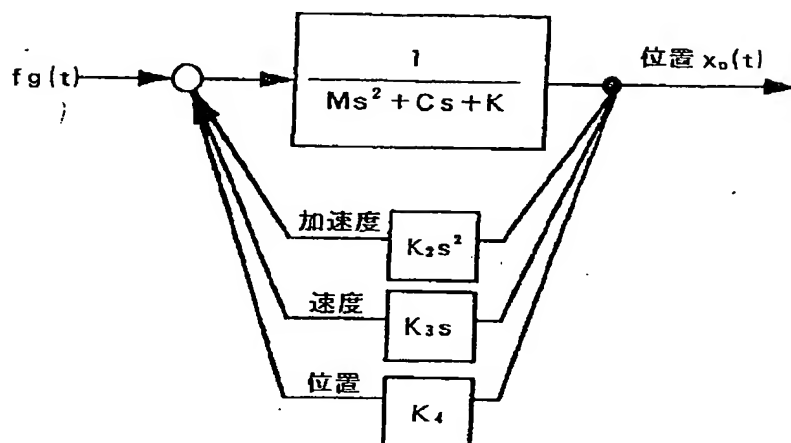 fg(t)
1
Ms²+Cs+K
位置 x₀(t)
加速度
K₂s²
速度
K₃s
位置
K₄